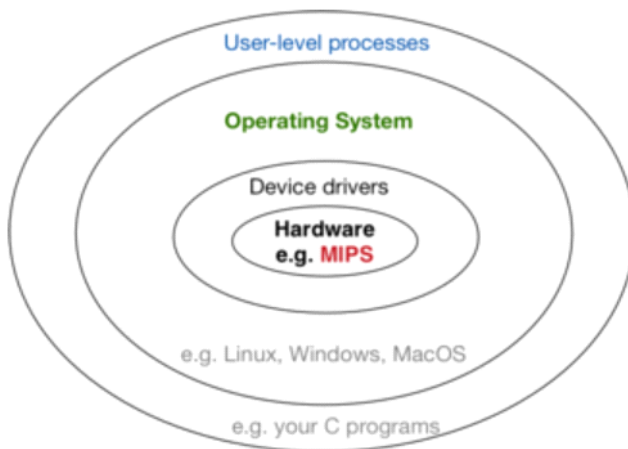 User-level processes
Operating System
Device drivers
Hardware
e.g. MIPS
e.g. Linux, Windows, MacOS
e.g. your C programs